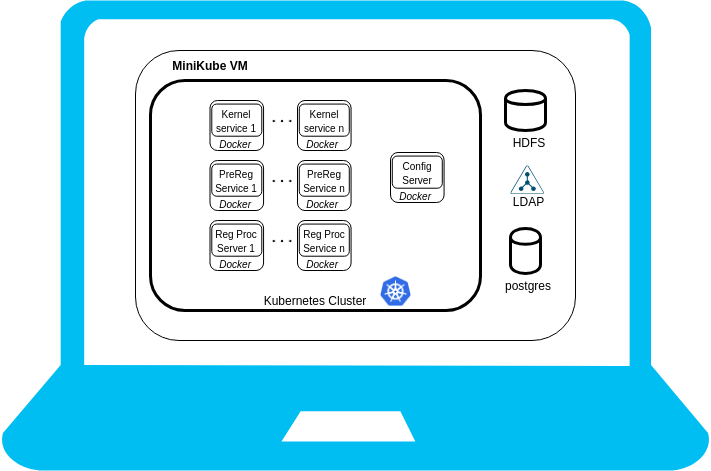 MiniKube VM
Kernel
service 1
Docker
. . .
Kernel
service n
Docker
PreReg
Service 1
Docker
. . .
PreReg
Service n
Docker
Reg Proc
Server 1
Docker
. . .
Reg Proc
Service n
Docker
Config
Server
Docker
Kubernetes Cluster
HDFS
LDAP
postgres